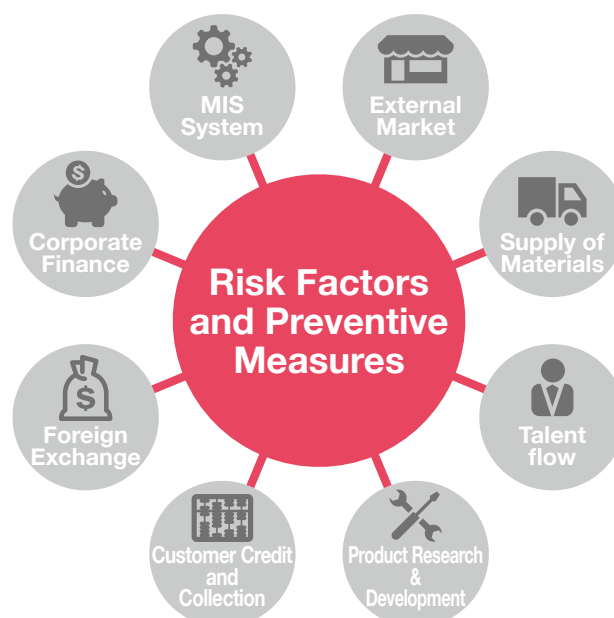 MIS
System
External
Market
Corporate
Finance
Supply of
Materials
Risk Factors
and Preventive
Measures
Foreign
Exchange
Talent
flow
Customer Credit
and
Collection
Product Research
&
Development
$
$